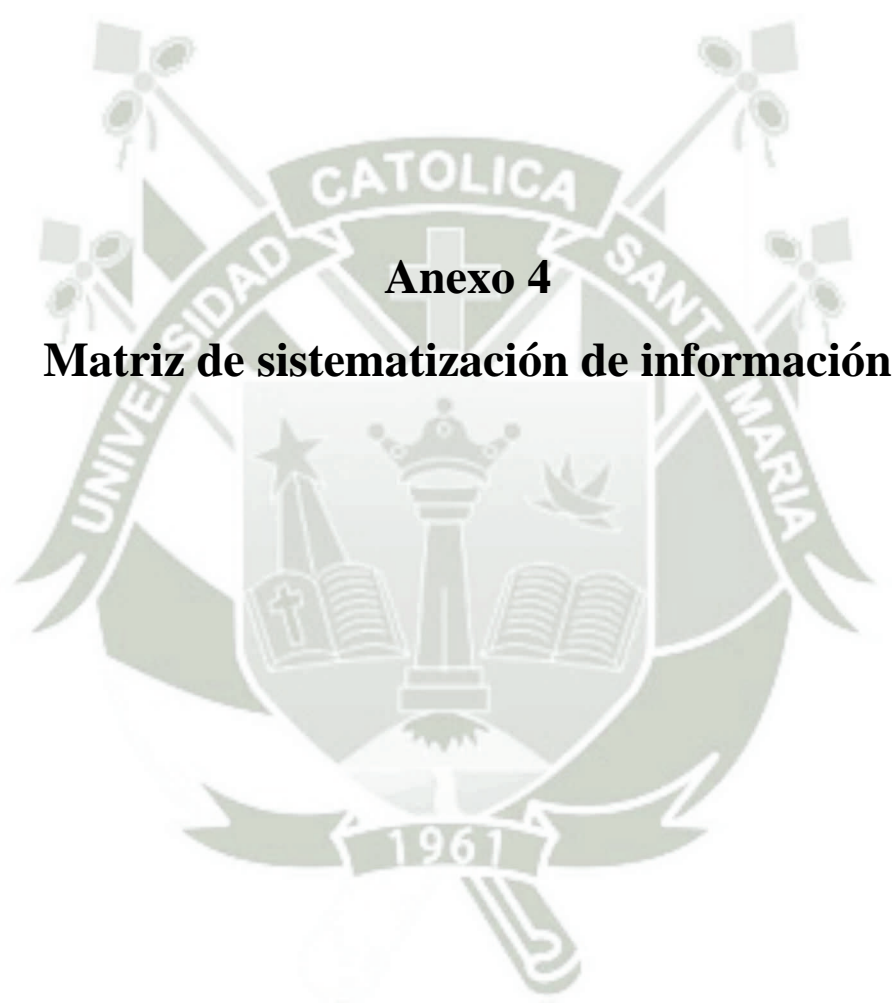 UNIVERSIDAD CATOLICA SANTA MARIA
Anexo 4
Matriz de sistematización de información
1961